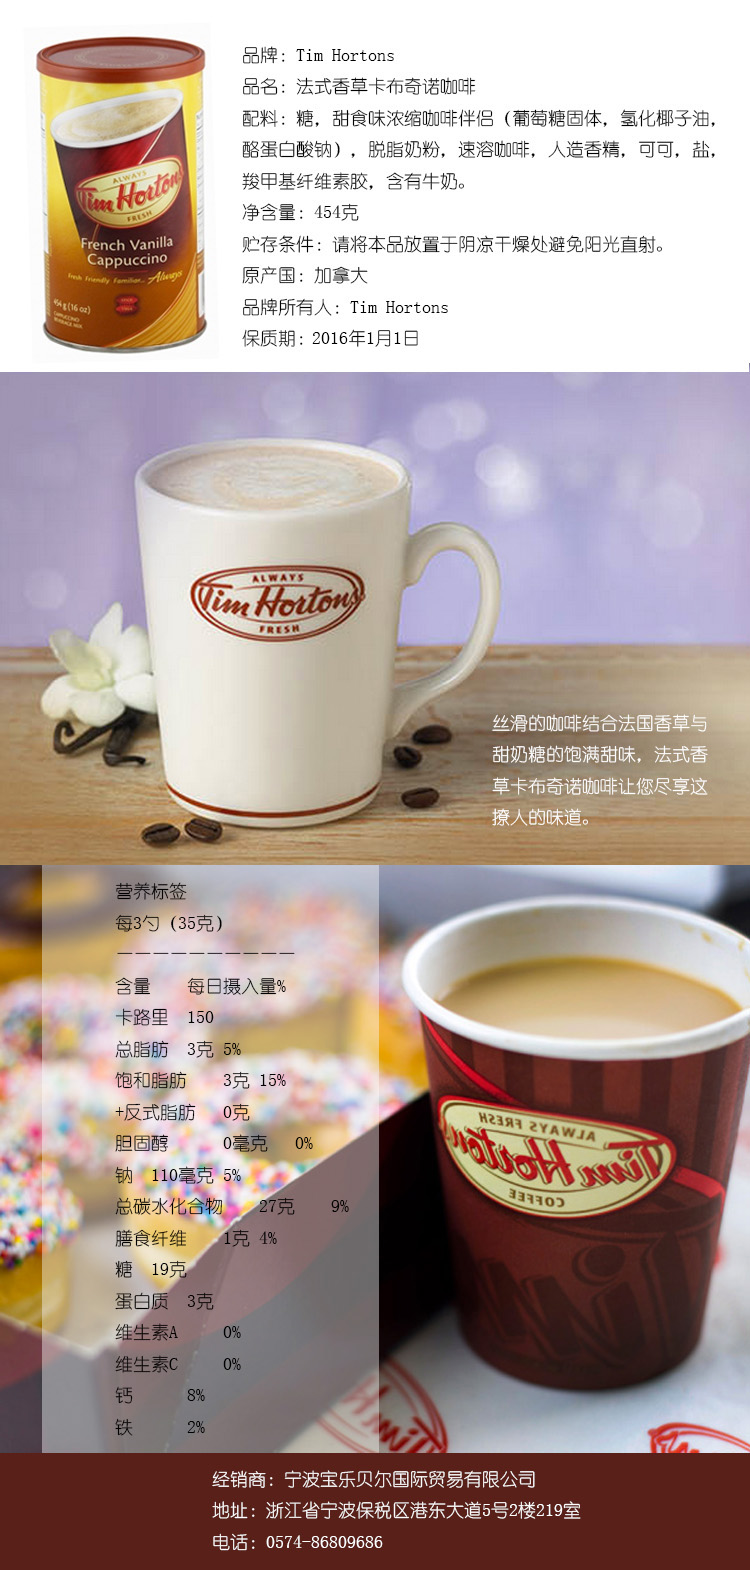 品牌：Tim Hortons
品名：法式香草卡布奇诺咖啡
配料：糖，甜食味浓缩咖啡伴侣（葡萄糖固体，氢化椰子油，
酪蛋白酸钠），脱脂奶粉，速溶咖啡，人造香精，可可，盐，
羧甲基纤维素胶，含有牛奶。
净含量：454克
贮存条件：请将本品放置于阴凉干燥处避免阳光直射。
原产国：加拿大
品牌所有人：Tim Hortons
保质期：2016年1月1日
ALWAYS
Tim Hortons
FRESH
French Vanilla
Cappuccino
Fresh Friendly Familiar... Always
454 g (16 oz)
CAPPUCCINO
BEVERAGE MIX
ALWAYS
Tim Hortons
FRESH
丝滑的咖啡结合法国香草与
甜奶糖的饱满甜味，法式香
草卡布奇诺咖啡让您尽享这
撩人的味道。
营养标签
每3勺（35克）
——————————
含量 每日摄入量%
卡路里 150
总脂肪 3克 5%
饱和脂肪 3克 15%
+反式脂肪 0克
胆固醇 0毫克 0%
钠 110毫克 5%
总碳水化合物 27克 9%
膳食纤维 1克 4%
糖 19克
蛋白质 3克
维生素A 0%
维生素C 0%
钙 8%
铁 2%
ALWAYS FRESH
Tim Hortons
COFFEE
经销商：宁波宝乐贝尔国际贸易有限公司
地址：浙江省宁波保税区港东大道5号2楼219室
电话：0574-86809686